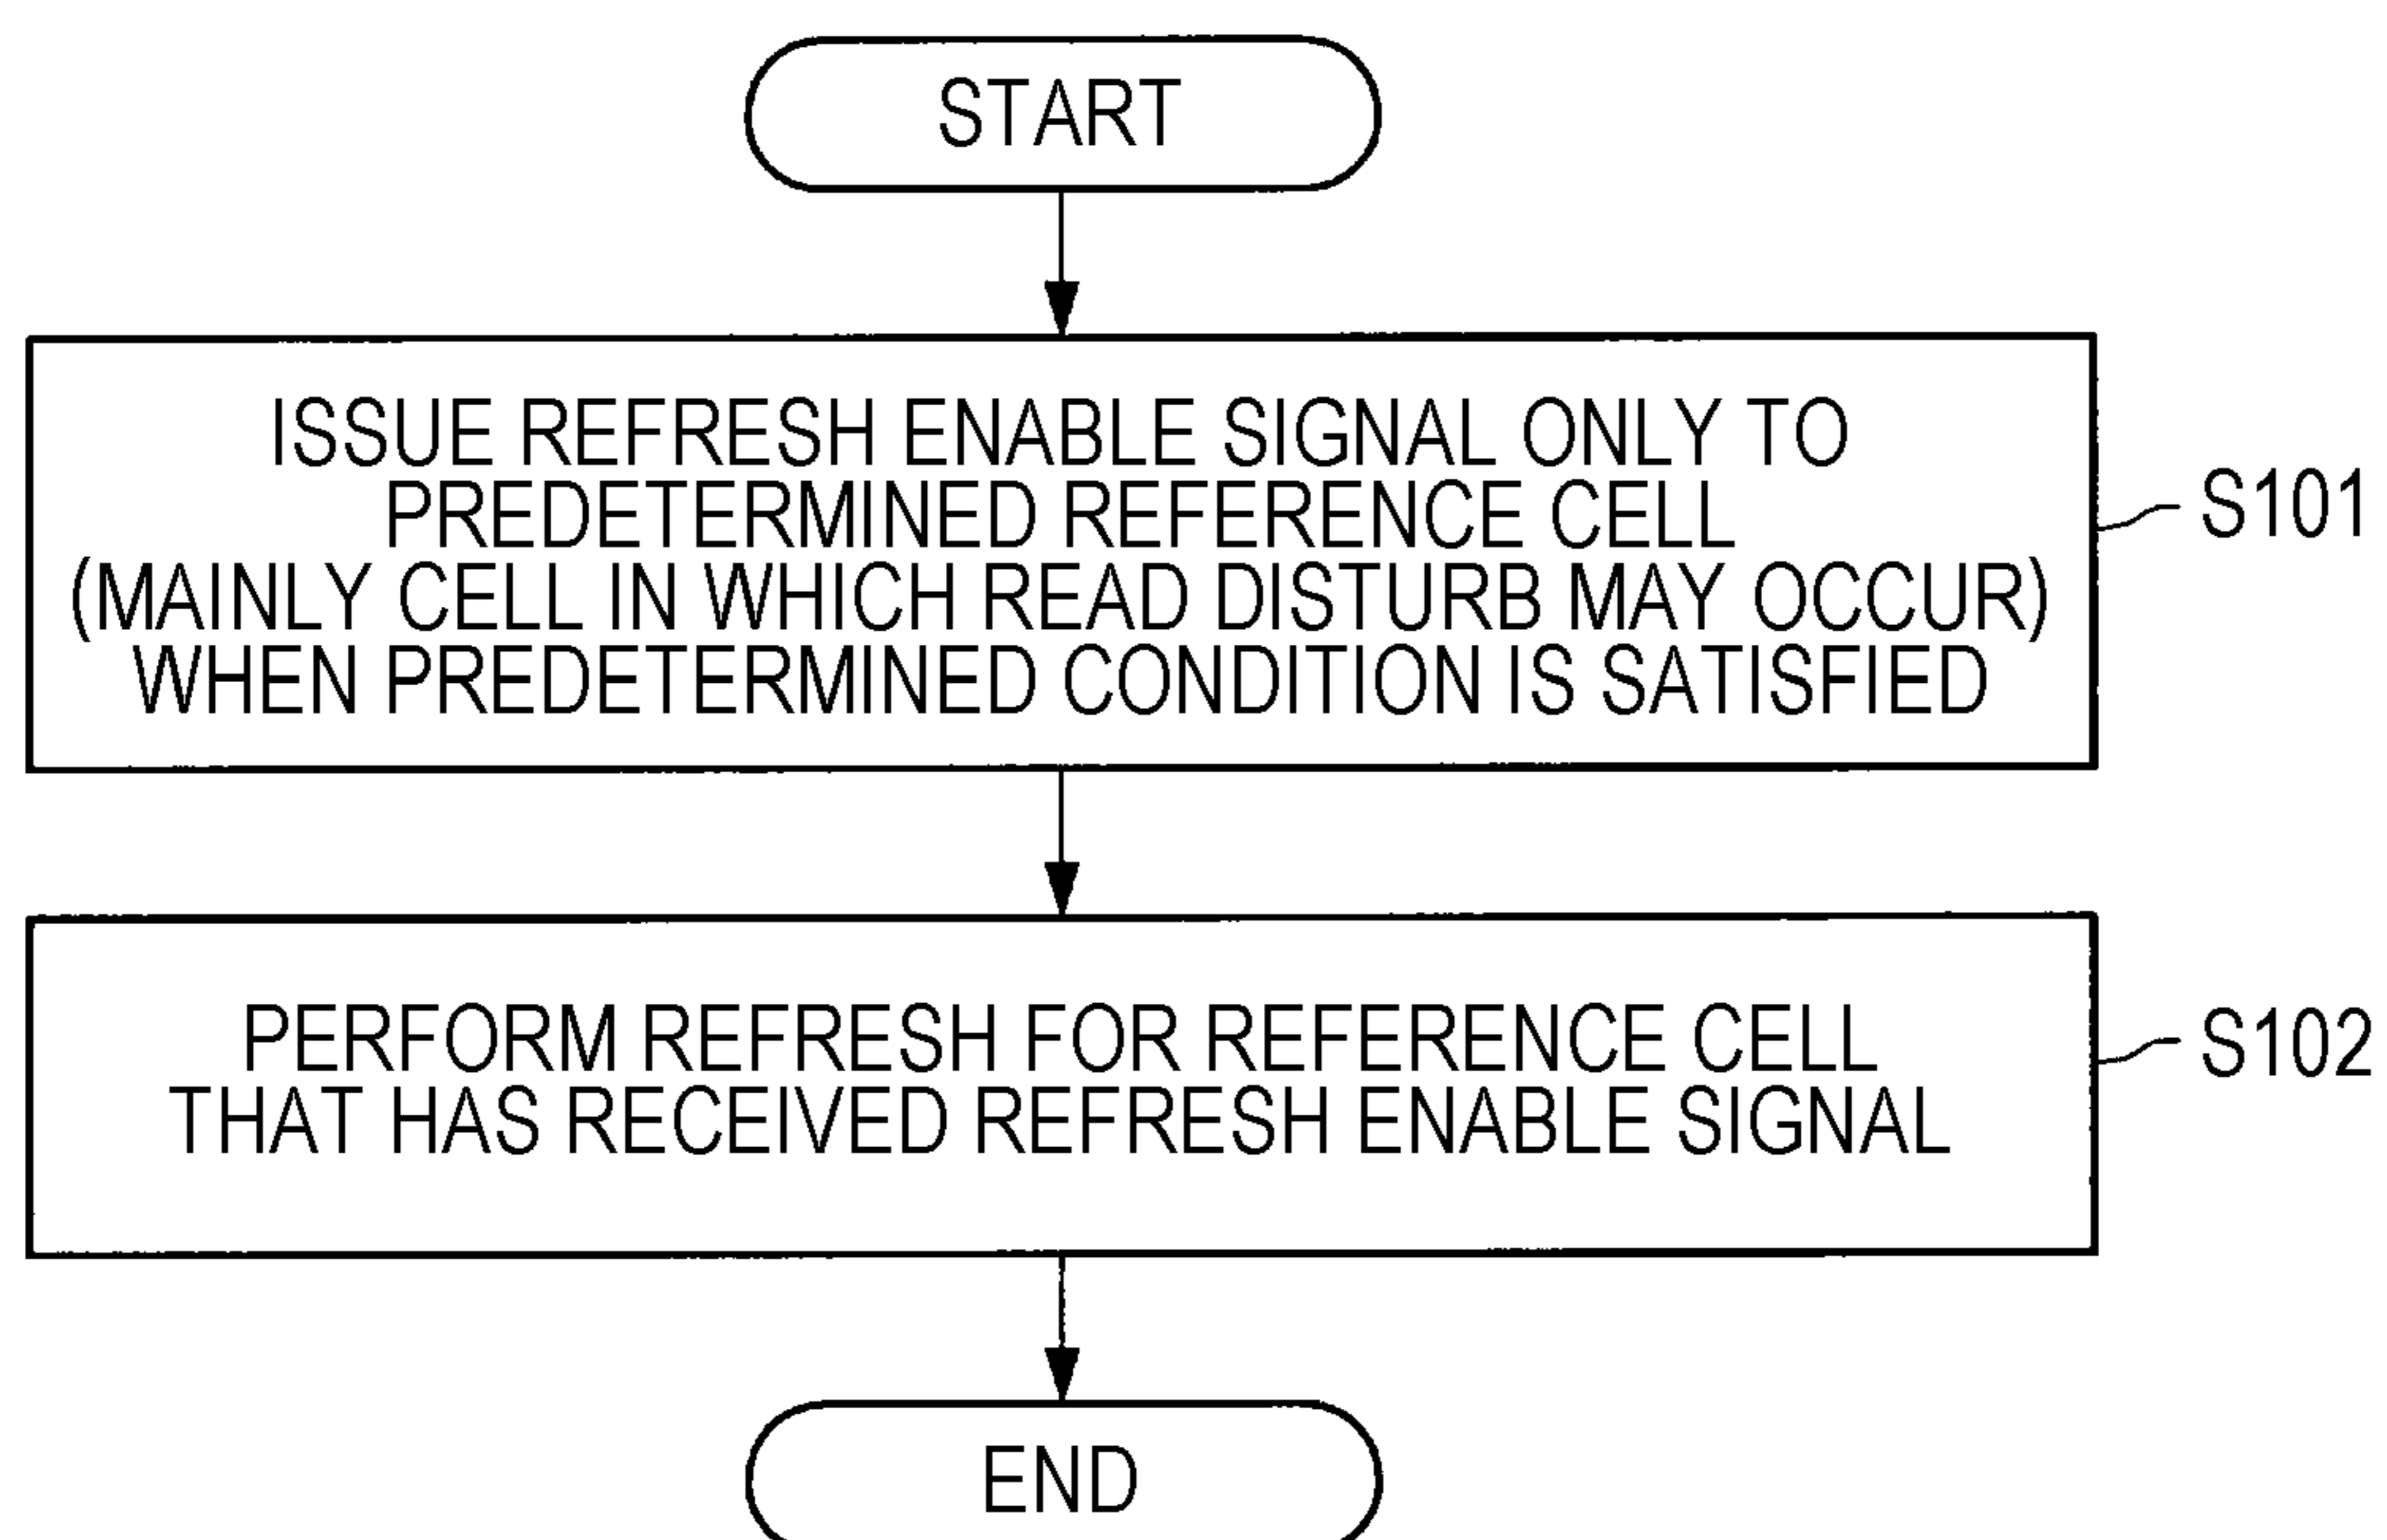 START
ISSUE REFRESH ENABLE SIGNAL ONLY TO
PREDETERMINED REFERENCE CELL
(MAINLY CELL IN WHICH READ DISTURB MAY OCCUR)
WHEN PREDETERMINED CONDITION IS SATISFIED
S101
PERFORM REFRESH FOR REFERENCE CELL
THAT HAS RECEIVED REFRESH ENABLE SIGNAL
S102
END